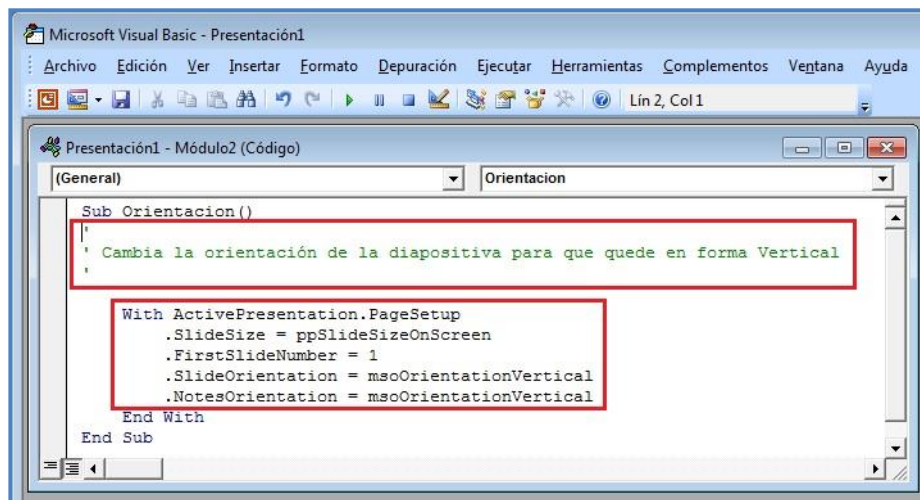 Microsoft Visual Basic - Presentación1
Archivo Edición Ver Insertar Formato Depuración Ejecutar Herramientas Complementos Ventana Ayuda
Lín 2, Col 1
Presentación1 - Módulo2 (Código)
(General) Orientacion
Sub Orientacion()
'
' Cambia la orientación de la diapositiva para que quede en forma Vertical
'
With ActivePresentation.PageSetup
.SlideSize = ppSlideSizeOnScreen
.FirstSlideNumber = 1
.SlideOrientation = msoOrientationVertical
.NotesOrientation = msoOrientationVertical
End With
End Sub